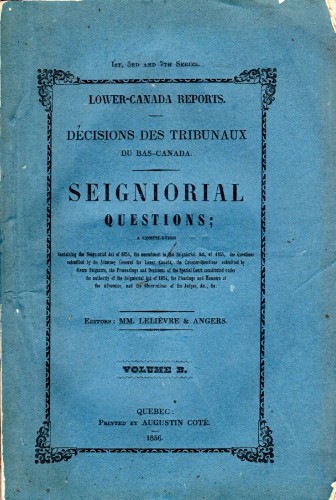 1st, 3rd and 7th Series.
LOWER-CANADA REPORTS.
DÉCISIONS DES TRIBUNAUX
DU BAS-CANADA.
SEIGNIORIAL
QUESTIONS;
A COMPILATION
Containing the Seigniorial Act of 1854, the amendment to the Seigniorial Act, of 1855, the Questions
submitted by the Attorney General for Lower Canada, the Counter-Questions submitted by
divers Seigniors, the Proceedings and Decisions of the Special Court constituted under
the authority of the Seigniorial Act of 1854, the Pleadings and Memoirs of
the Advocates, and the Observations of the Judges, &c., &c.
Editors: MM. LELIÈVRE & ANGERS.
VOLUME B.
QUEBEC:
Printed by AUGUSTIN COTÉ.
1856.